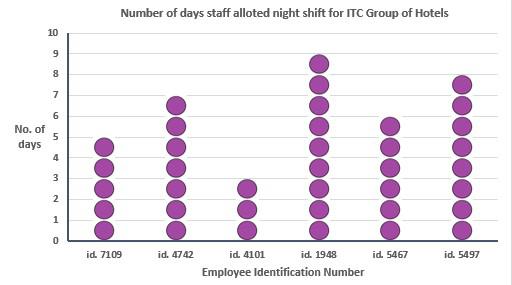 Number of days staff alloted night shift for ITC Group of Hotels
10
9
8
7
6
5
4
3
2
1
0
No. of
days
id. 7109 id. 4742 id. 4101 id. 1948 id. 5467 id. 5497
Employee Identification Number